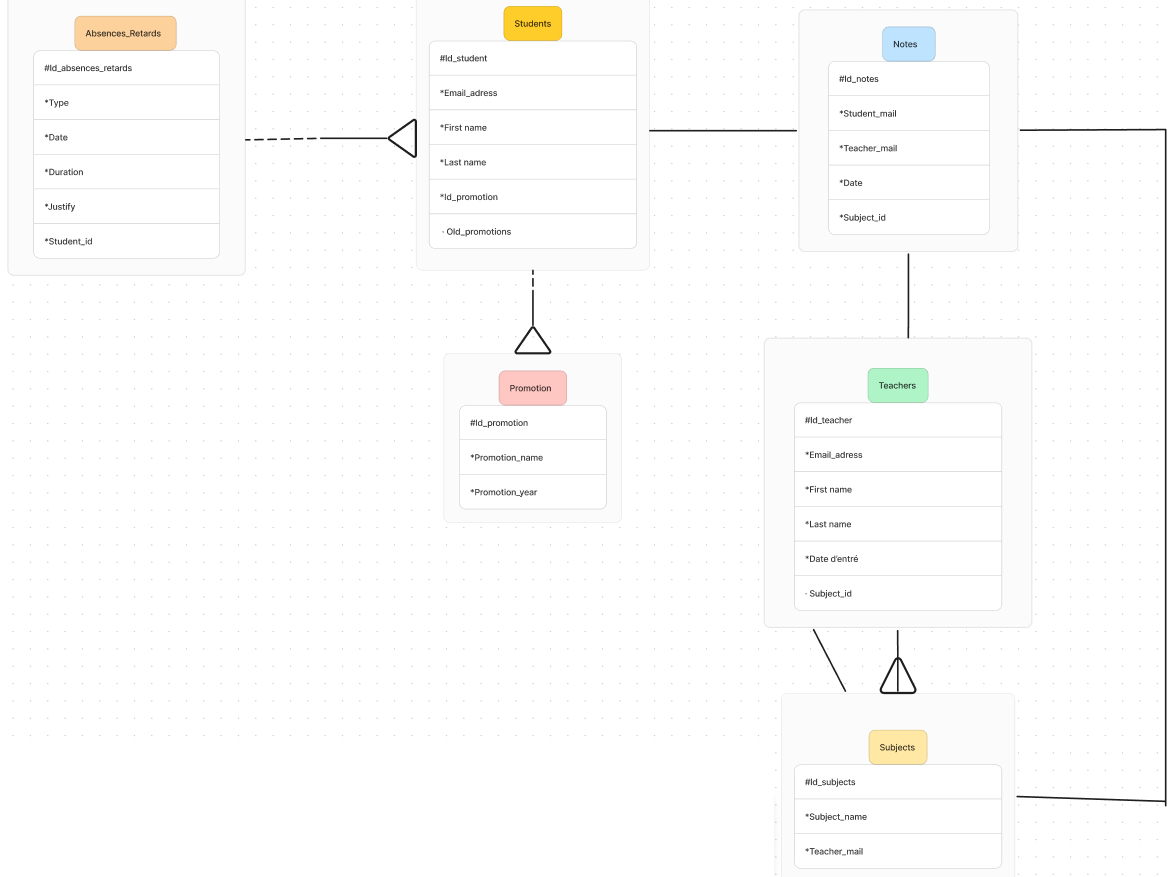 Absences_Retards
#Id_absences_retards
*Type
*Date
*Duration
*Justify
*Student_id
Students
#Id_student
*Email_adress
*First name
*Last name
*Id_promotion
· Old_promotions
Notes
#Id_notes
*Student_mail
*Teacher_mail
*Date
*Subject_id
Promotion
#Id_promotion
*Promotion_name
*Promotion_year
Teachers
#Id_teacher
*Email_adress
*First name
*Last name
*Date d'entré
· Subject_id
Subjects
#Id_subjects
*Subject_name
*Teacher_mail